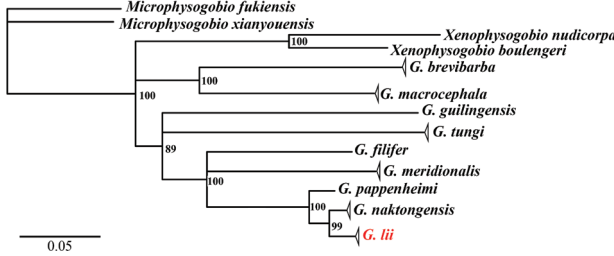 Microphysogobio fukiensis
Microphysogobio xianyouensis
Xenophysogobio nudicorpa
100
Xenophysogobio boulengeri
G. brevibarba
100
100
G. macrocephala
G. guilingensis
G. tungi
89
G. filifer
G. meridionalis
100
G. pappenheimi
100
G. naktongensis
99
G. lii
0.05